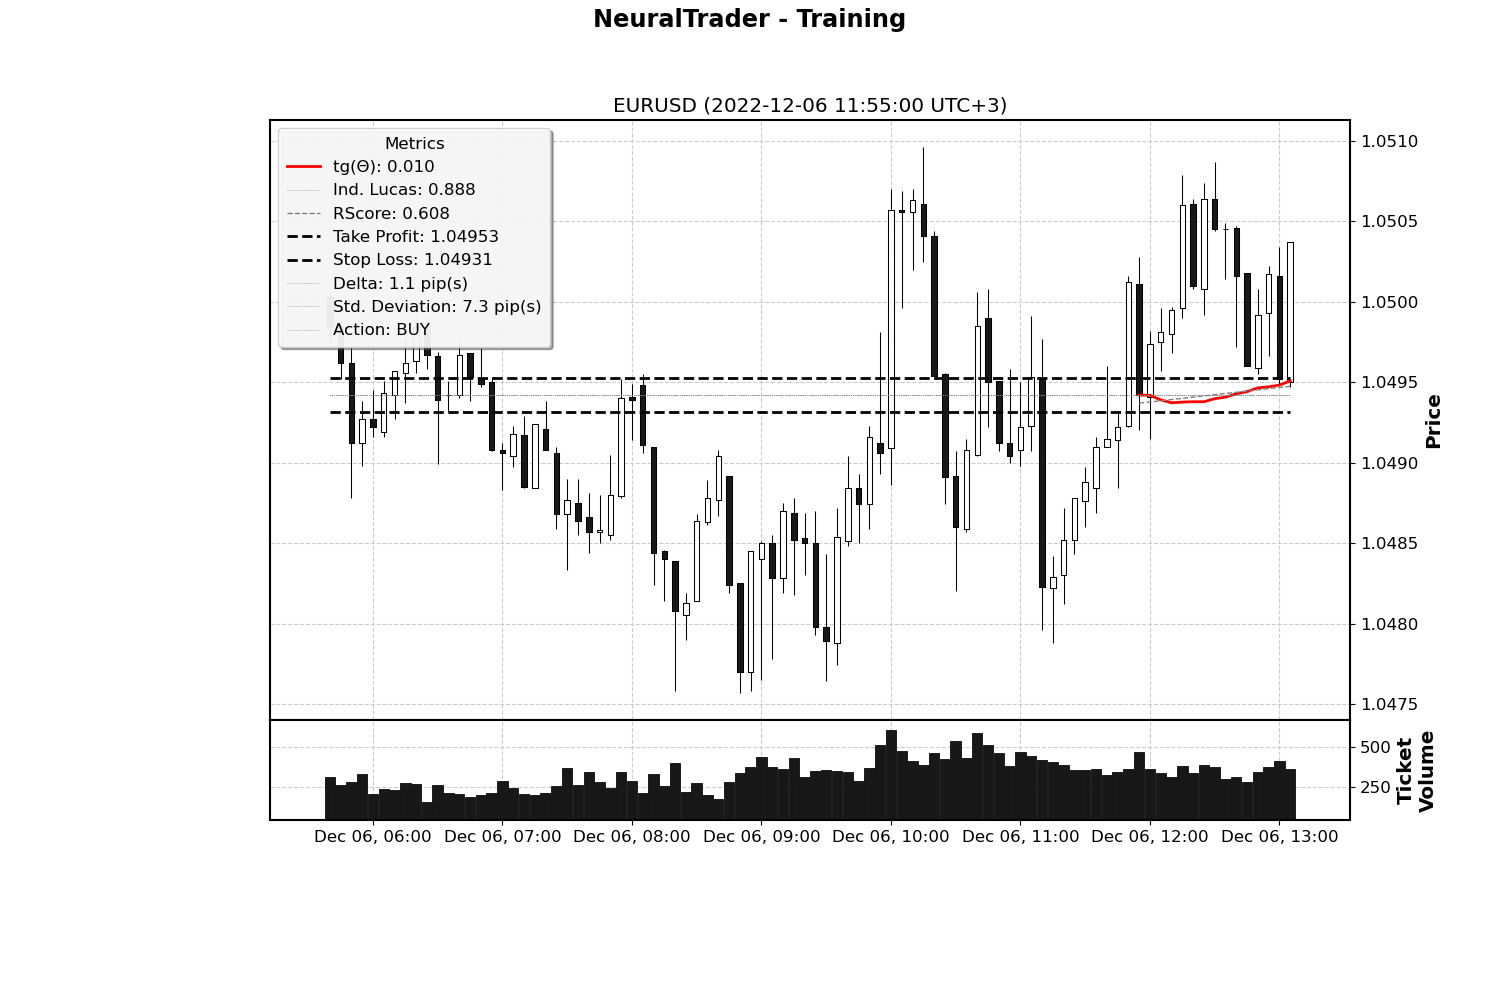 NeuralTrader - Training
EURUSD (2022-12-06 11:55:00 UTC+3)
Metrics
tg(Θ): 0.010
Ind. Lucas: 0.888
RScore: 0.608
Take Profit: 1.04953
Stop Loss: 1.04931
Delta: 1.1 pip(s)
Std. Deviation: 7.3 pip(s)
Action: BUY
1.0510
1.0505
1.0500
1.0495
1.0490
1.0485
1.0480
1.0475
Price
500
250
Ticket
Volume
Dec 06, 06:00
Dec 06, 07:00
Dec 06, 08:00
Dec 06, 09:00
Dec 06, 10:00
Dec 06, 11:00
Dec 06, 12:00
Dec 06, 13:00